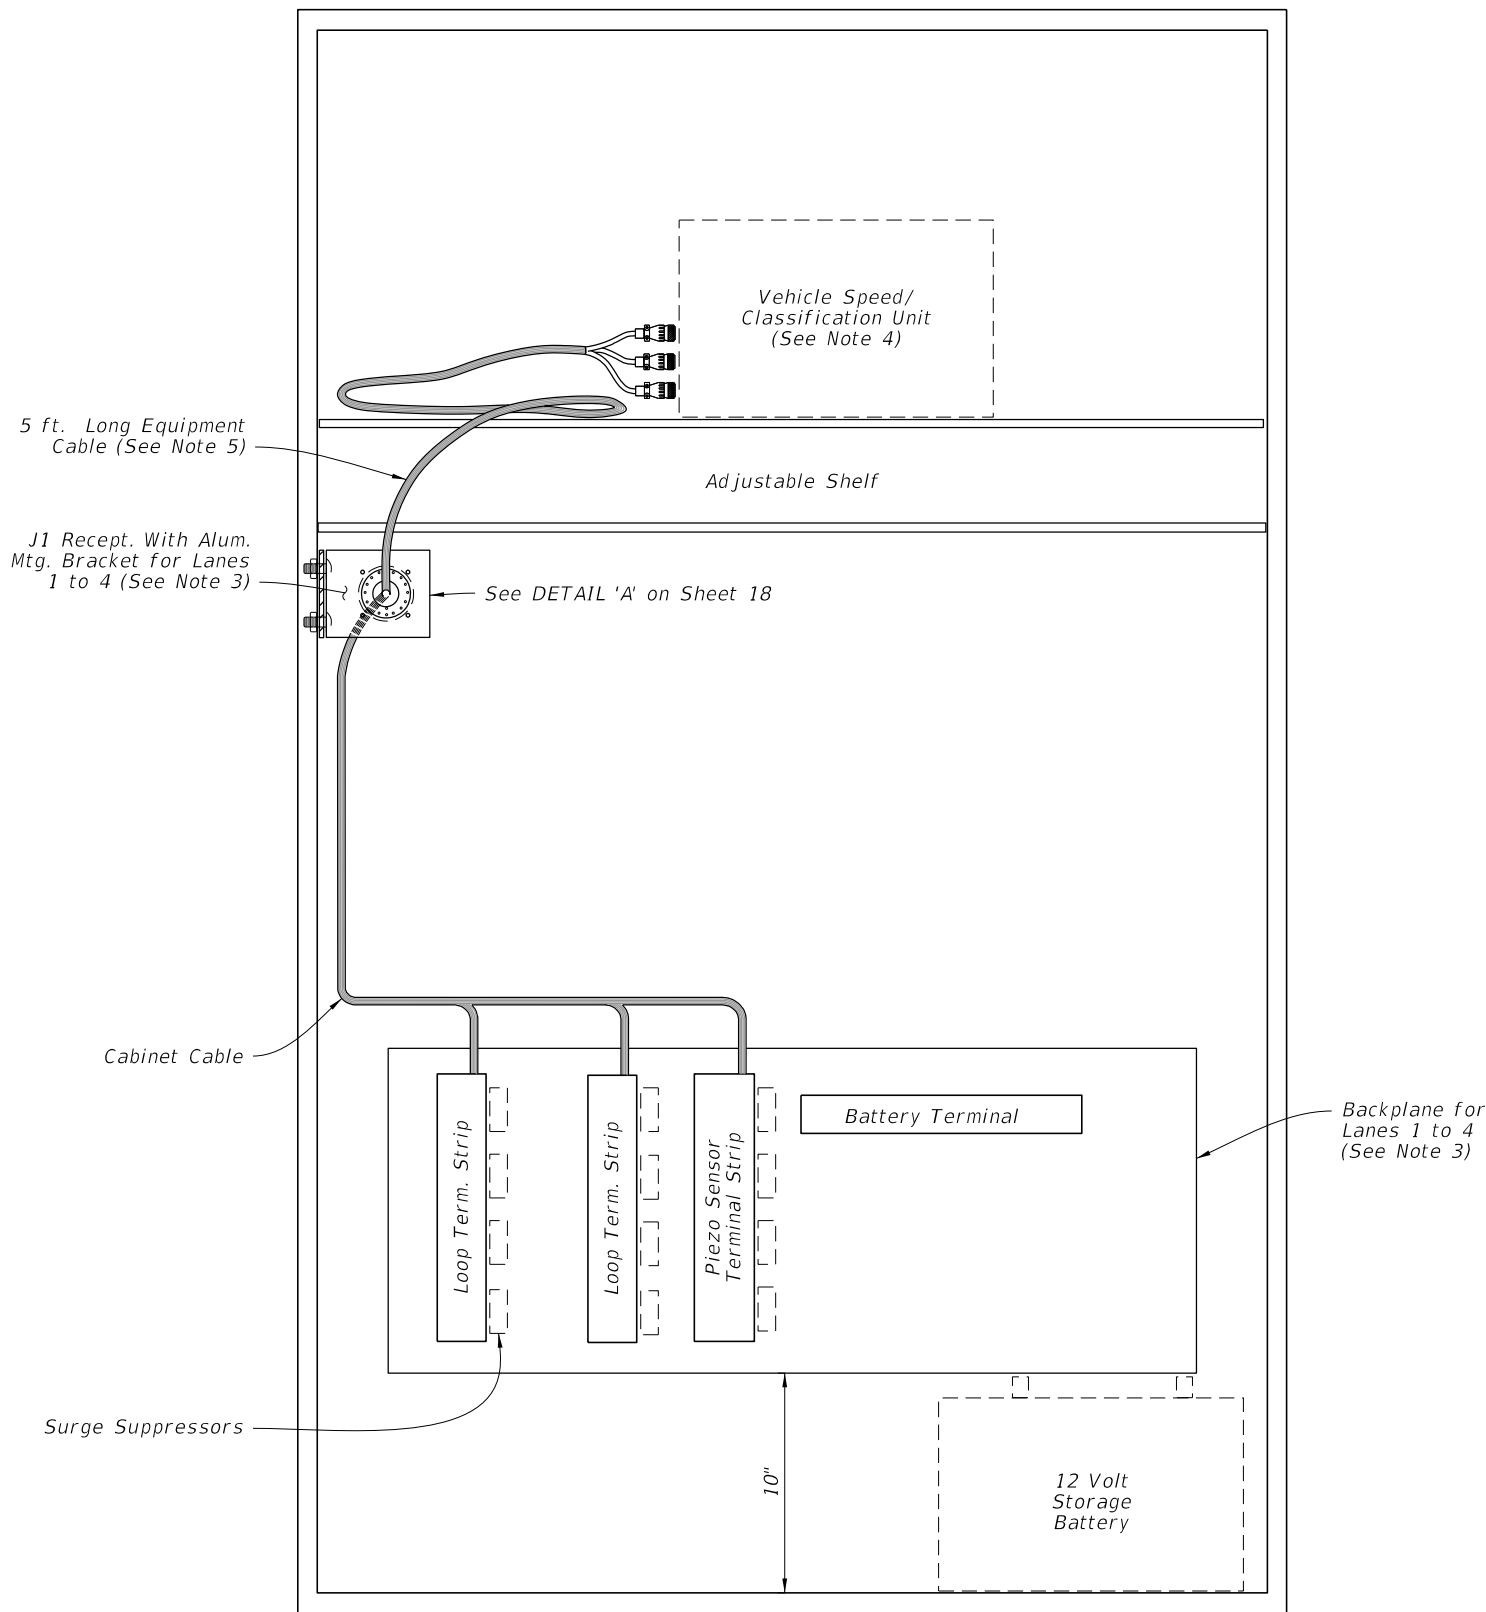 Vehicle Speed/
Classification Unit
(See Note 4)
5 ft.  Long Equipment
Cable (See Note 5)
Adjustable Shelf
J1 Recept. With Alum.
Mtg. Bracket for Lanes
1 to 4 (See Note 3)
See DETAIL 'A' on Sheet 18
Cabinet Cable
Backplane for
Lanes 1 to 4
(See Note 3)
Battery Terminal
Loop Term. Strip
Loop Term. Strip
Piezo Sensor
Terminal Strip
Surge Suppressors
10"
12 Volt
Storage
Battery